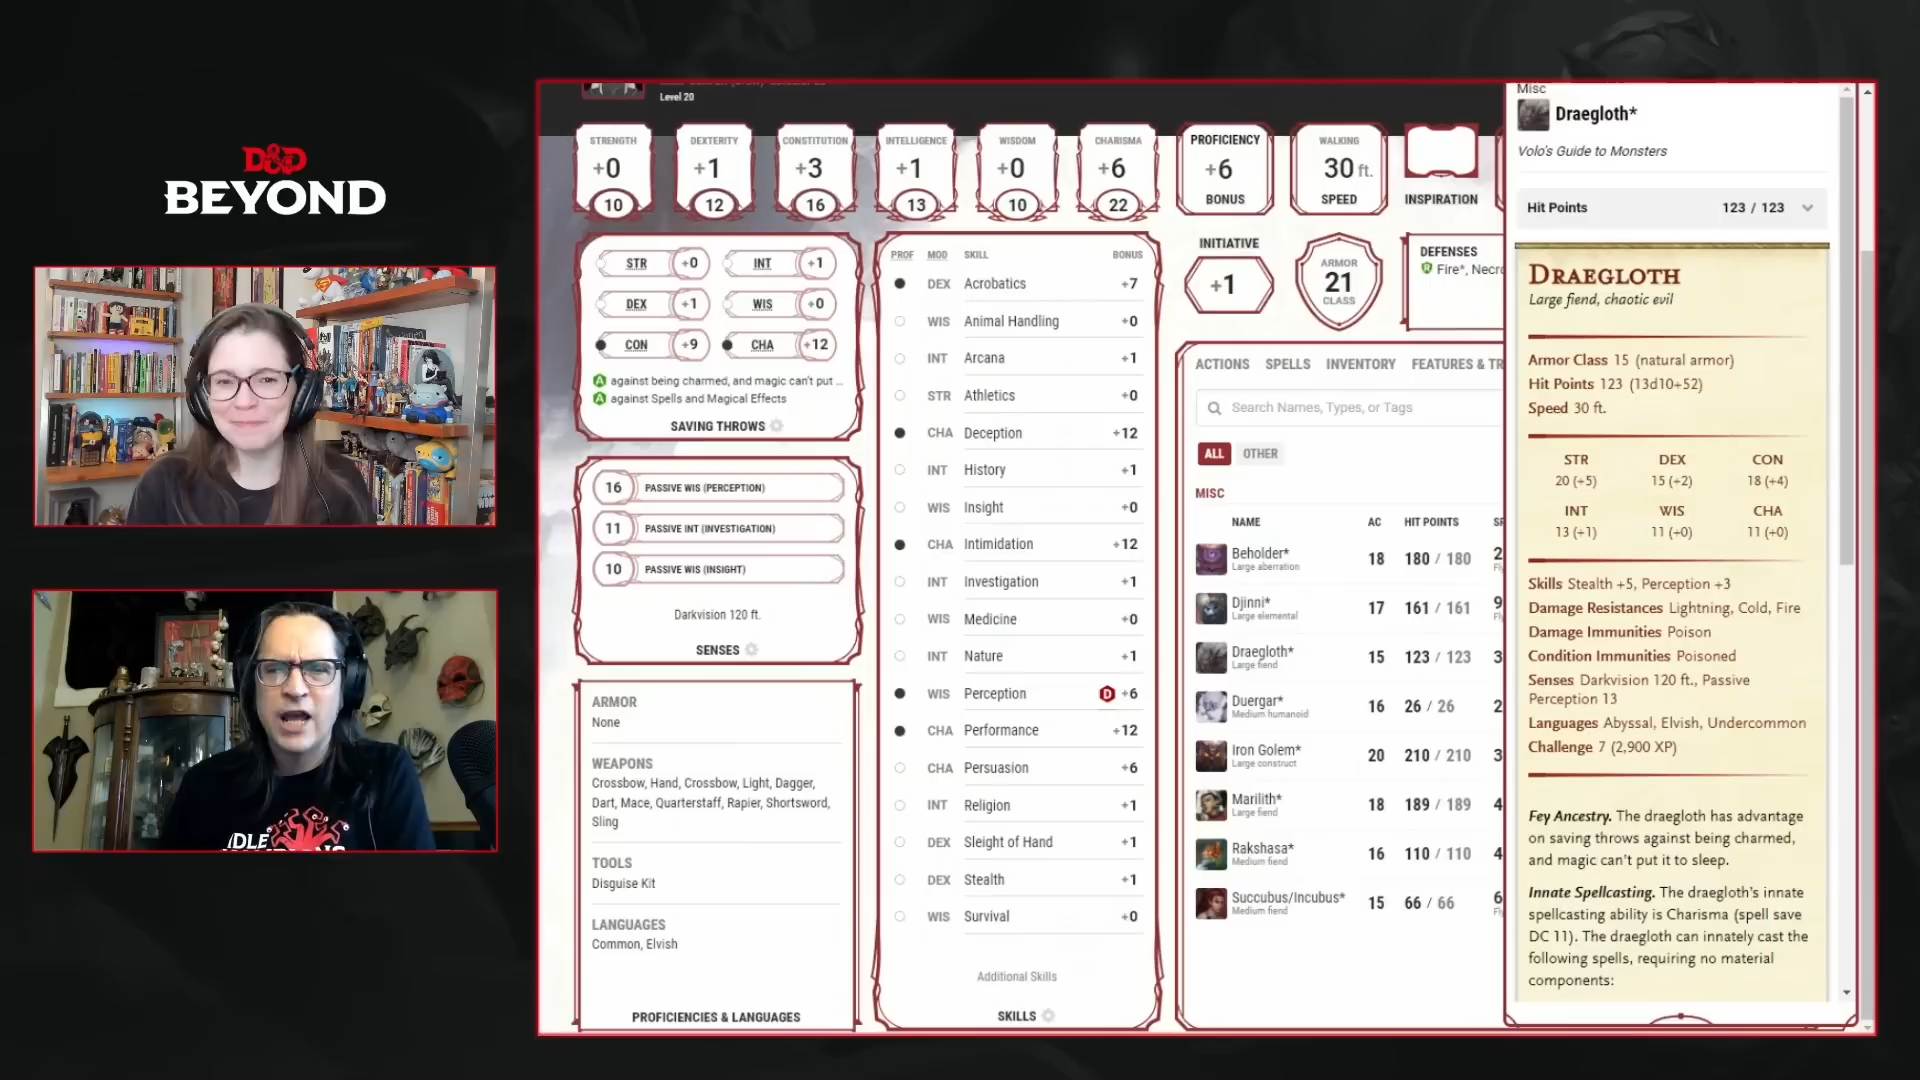 D&D
BEYOND
DLE
Level 20
STRENGTH
+0
10
DEXTERITY
+1
12
CONSTITUTION
+3
16
INTELLIGENCE
+1
13
WISDOM
+0
10
CHARISMA
+6
22
PROFICIENCY
+6
BONUS
WALKING
30 ft.
SPEED
INSPIRATION
STR +0
INT +1
DEX +1
WIS +0
CON +9
CHA +12
against being charmed, and magic can't put ...
against Spells and Magical Effects
SAVING THROWS
16 PASSIVE WIS (PERCEPTION)
11 PASSIVE INT (INVESTIGATION)
10 PASSIVE WIS (INSIGHT)
Darkvision 120 ft.
SENSES
ARMOR
None
WEAPONS
Crossbow, Hand, Crossbow, Light, Dagger,
Dart, Mace, Quarterstaff, Rapier, Shortsword,
Sling
TOOLS
Disguise Kit
LANGUAGES
Common, Elvish
PROFICIENCIES & LANGUAGES
PROF MOD SKILL BONUS
DEX Acrobatics +7
WIS Animal Handling +0
INT Arcana +1
STR Athletics +0
CHA Deception +12
INT History +1
WIS Insight +0
CHA Intimidation +12
INT Investigation +1
WIS Medicine +0
INT Nature +1
WIS Perception D +6
CHA Performance +12
CHA Persuasion +6
INT Religion +1
DEX Sleight of Hand +1
DEX Stealth +1
WIS Survival +0
Additional Skills
SKILLS
INITIATIVE
+1
ARMOR
21
CLASS
DEFENSES
Fire*, Necro
ACTIONS SPELLS INVENTORY FEATURES & TR
Search Names, Types, or Tags
ALL OTHER
MISC
NAME AC HIT POINTS SP
Beholder* 18 180 / 180 2
Large aberration
Djinni* 17 161 / 161 9
Large elemental
Draegloth* 15 123 / 123 3
Large fiend
Duergar* 16 26 / 26 2
Medium humanoid
Iron Golem* 20 210 / 210 3
Large construct
Marilith* 18 189 / 189 4
Large fiend
Rakshasa* 16 110 / 110 4
Medium fiend
Succubus/Incubus* 15 66 / 66 6
Medium fiend
Misc
Draegloth*
Volo's Guide to Monsters
Hit Points 123 / 123
DRAEGLOTH
Large fiend, chaotic evil
Armor Class 15 (natural armor)
Hit Points 123 (13d10+52)
Speed 30 ft.
STR DEX CON
20 (+5) 15 (+2) 18 (+4)
INT WIS CHA
13 (+1) 11 (+0) 11 (+0)
Skills Stealth +5, Perception +3
Damage Resistances Lightning, Cold, Fire
Damage Immunities Poison
Condition Immunities Poisoned
Senses Darkvision 120 ft., Passive
Perception 13
Languages Abyssal, Elvish, Undercommon
Challenge 7 (2,900 XP)
Fey Ancestry. The draegloth has advantage
on saving throws against being charmed,
and magic can't put it to sleep.
Innate Spellcasting. The draegloth's innate
spellcasting ability is Charisma (spell save
DC 11). The draegloth can innately cast the
following spells, requiring no material
components: